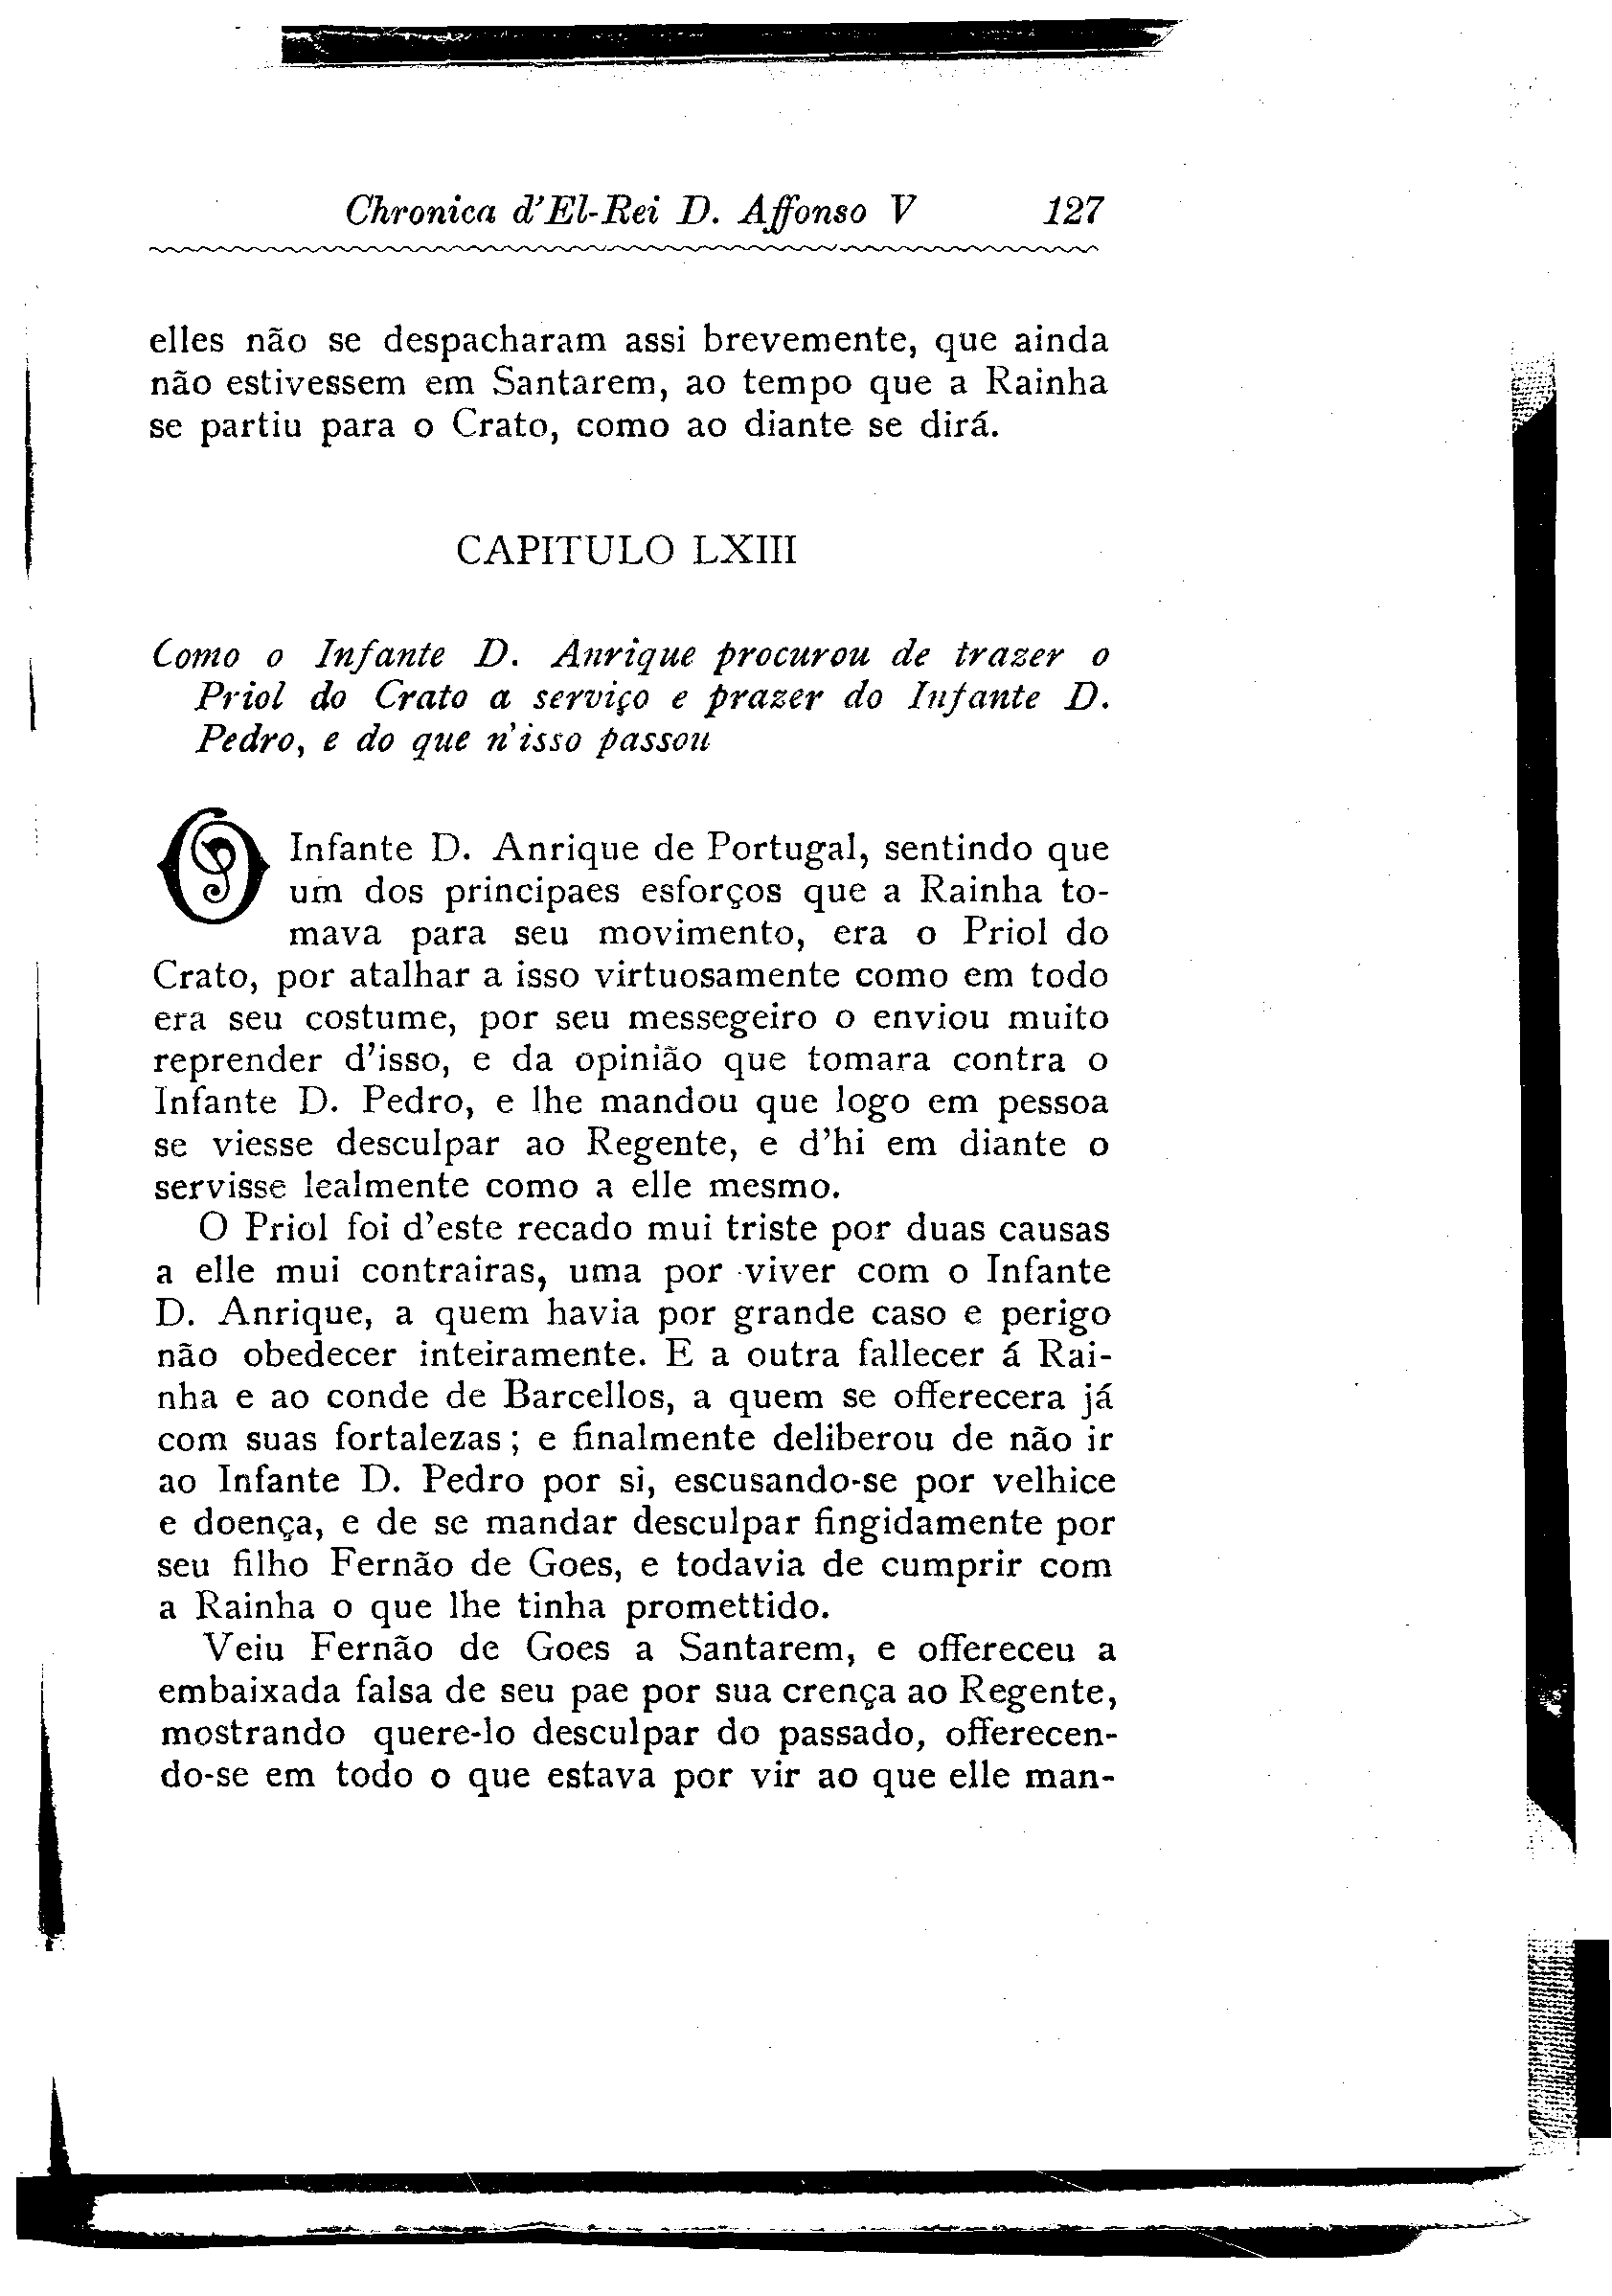 Chronica d'El-Rei D. Affonso V 127
elles não se despacharam assi brevemente, que ainda
não estivessem em Santarem, ao tempo que a Rainha
se partiu para o Crato, como ao diante se dirá.
CAPITULO LXIII
Como o Infante D. Anrique procurou de trazer o
Priol do Crato a serviço e prazer do Infante D.
Pedro, e do que n'isso passou
O Infante D. Anrique de Portugal, sentindo que
um dos principaes esforços que a Rainha to-
mava para seu movimento, era o Priol do
Crato, por atalhar a isso virtuosamente como em todo
era seu costume, por seu messegeiro o enviou muito
reprender d'isso, e da opinião que tomara contra o
Infante D. Pedro, e lhe mandou que logo em pessoa
se viesse desculpar ao Regente, e d'hi em diante o
servisse lealmente como a elle mesmo.
O Priol foi d'este recado mui triste por duas causas
a elle mui contrairas, uma por viver com o Infante
D. Anrique, a quem havia por grande caso e perigo
não obedecer inteiramente. E a outra fallecer á Rai-
nha e ao conde de Barcellos, a quem se offerecera já
com suas fortalezas; e finalmente deliberou de não ir
ao Infante D. Pedro por si, escusando-se por velhice
e doença, e de se mandar desculpar fingidamente por
seu filho Fernão de Goes, e todavia de cumprir com
a Rainha o que lhe tinha promettido.
Veiu Fernão de Goes a Santarem, e offereceu a
embaixada falsa de seu pae por sua crença ao Regente,
mostrando quere-lo desculpar do passado, offerecen-
do-se em todo o que estava por vir ao que elle man-